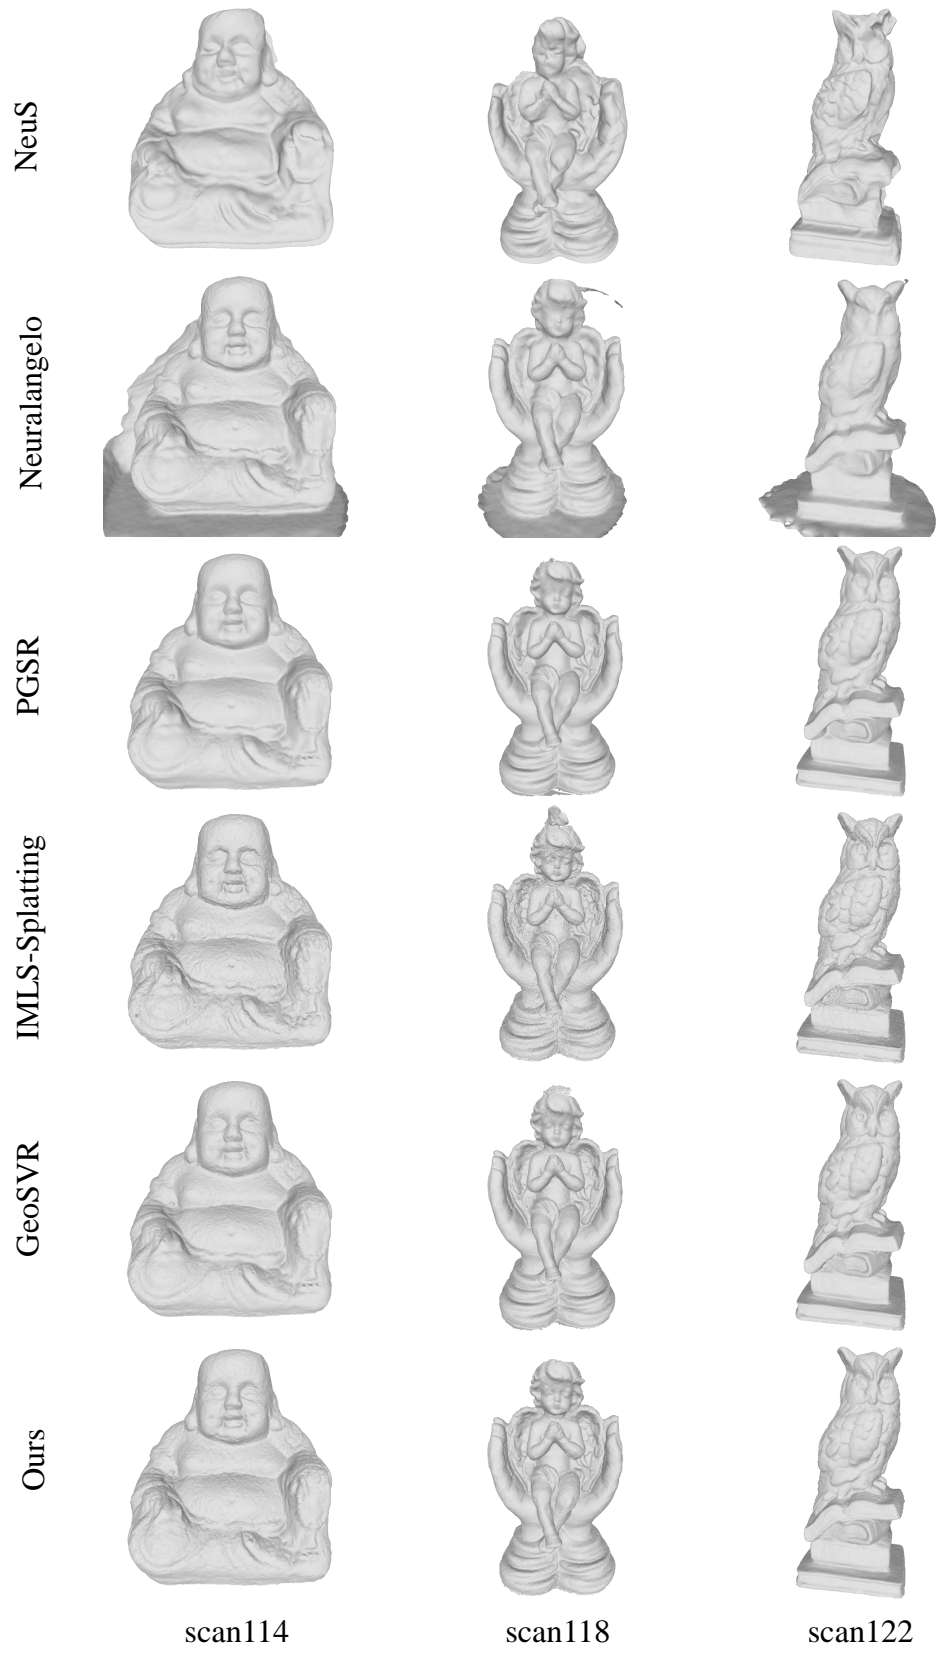 NeuS
Neuralangelo
PGSR
IMLS-Splatting
GeoSVR
Ours
scan114 scan118 scan122